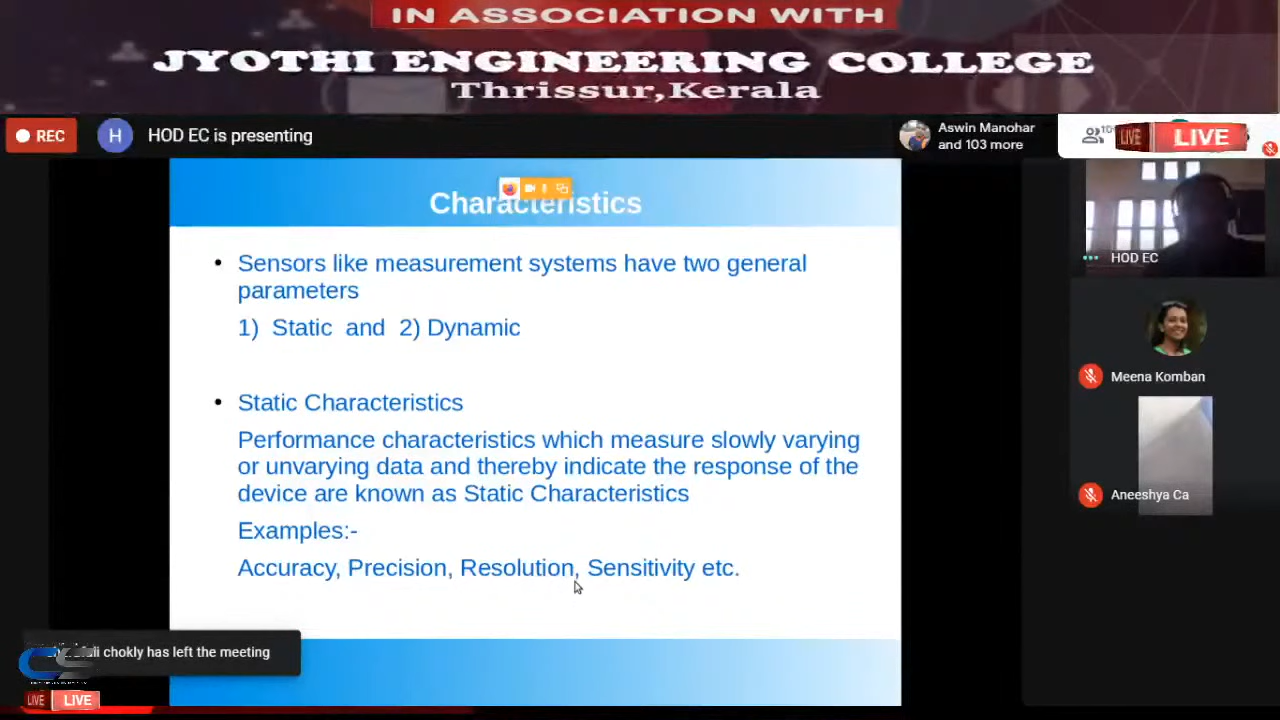 IN ASSOCIATION WITH
JYOTHI ENGINEERING COLLEGE
Thrissur,Kerala
REC
H
HOD EC is presenting
Aswin Manohar
and 103 more
LIVE
LIVE
Characteristics
• Sensors like measurement systems have two general
parameters
1) Static and 2) Dynamic
• Static Characteristics
Performance characteristics which measure slowly varying
or unvarying data and thereby indicate the response of the
device are known as Static Characteristics
Examples:-
Accuracy, Precision, Resolution, Sensitivity etc.
HOD EC
Meena Komban
Aneeshya Ca
chokly has left the meeting
LIVE
LIVE